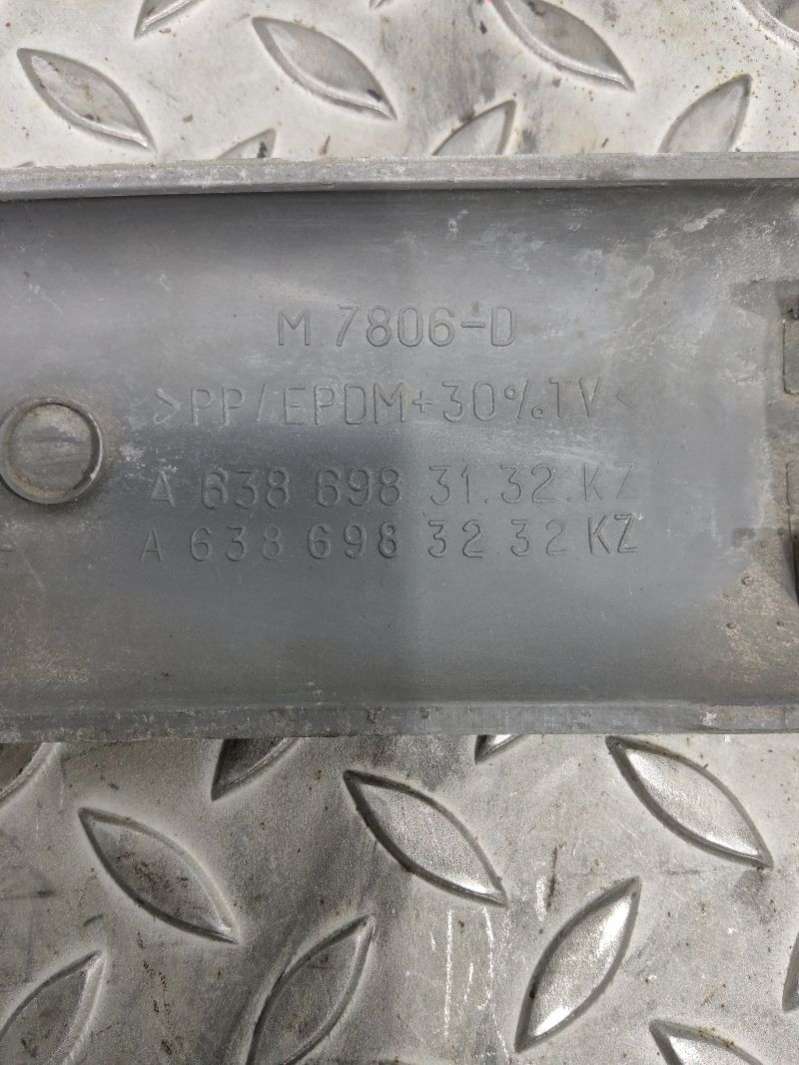 M 7806-D
>PP/EPDM+30%TV<
A 638 698 31.32.KZ
A 638 698 32 32 KZ